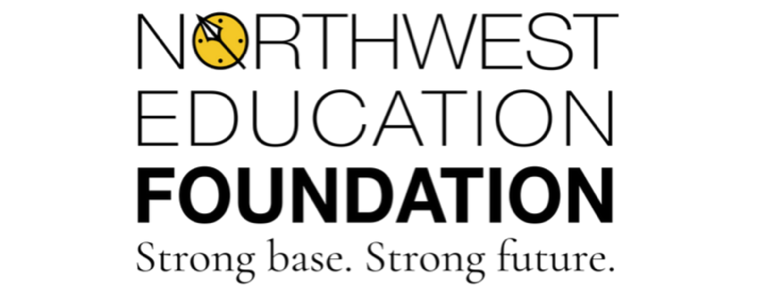 NORTHWEST
EDUCATION
FOUNDATION
Strong base. Strong future.